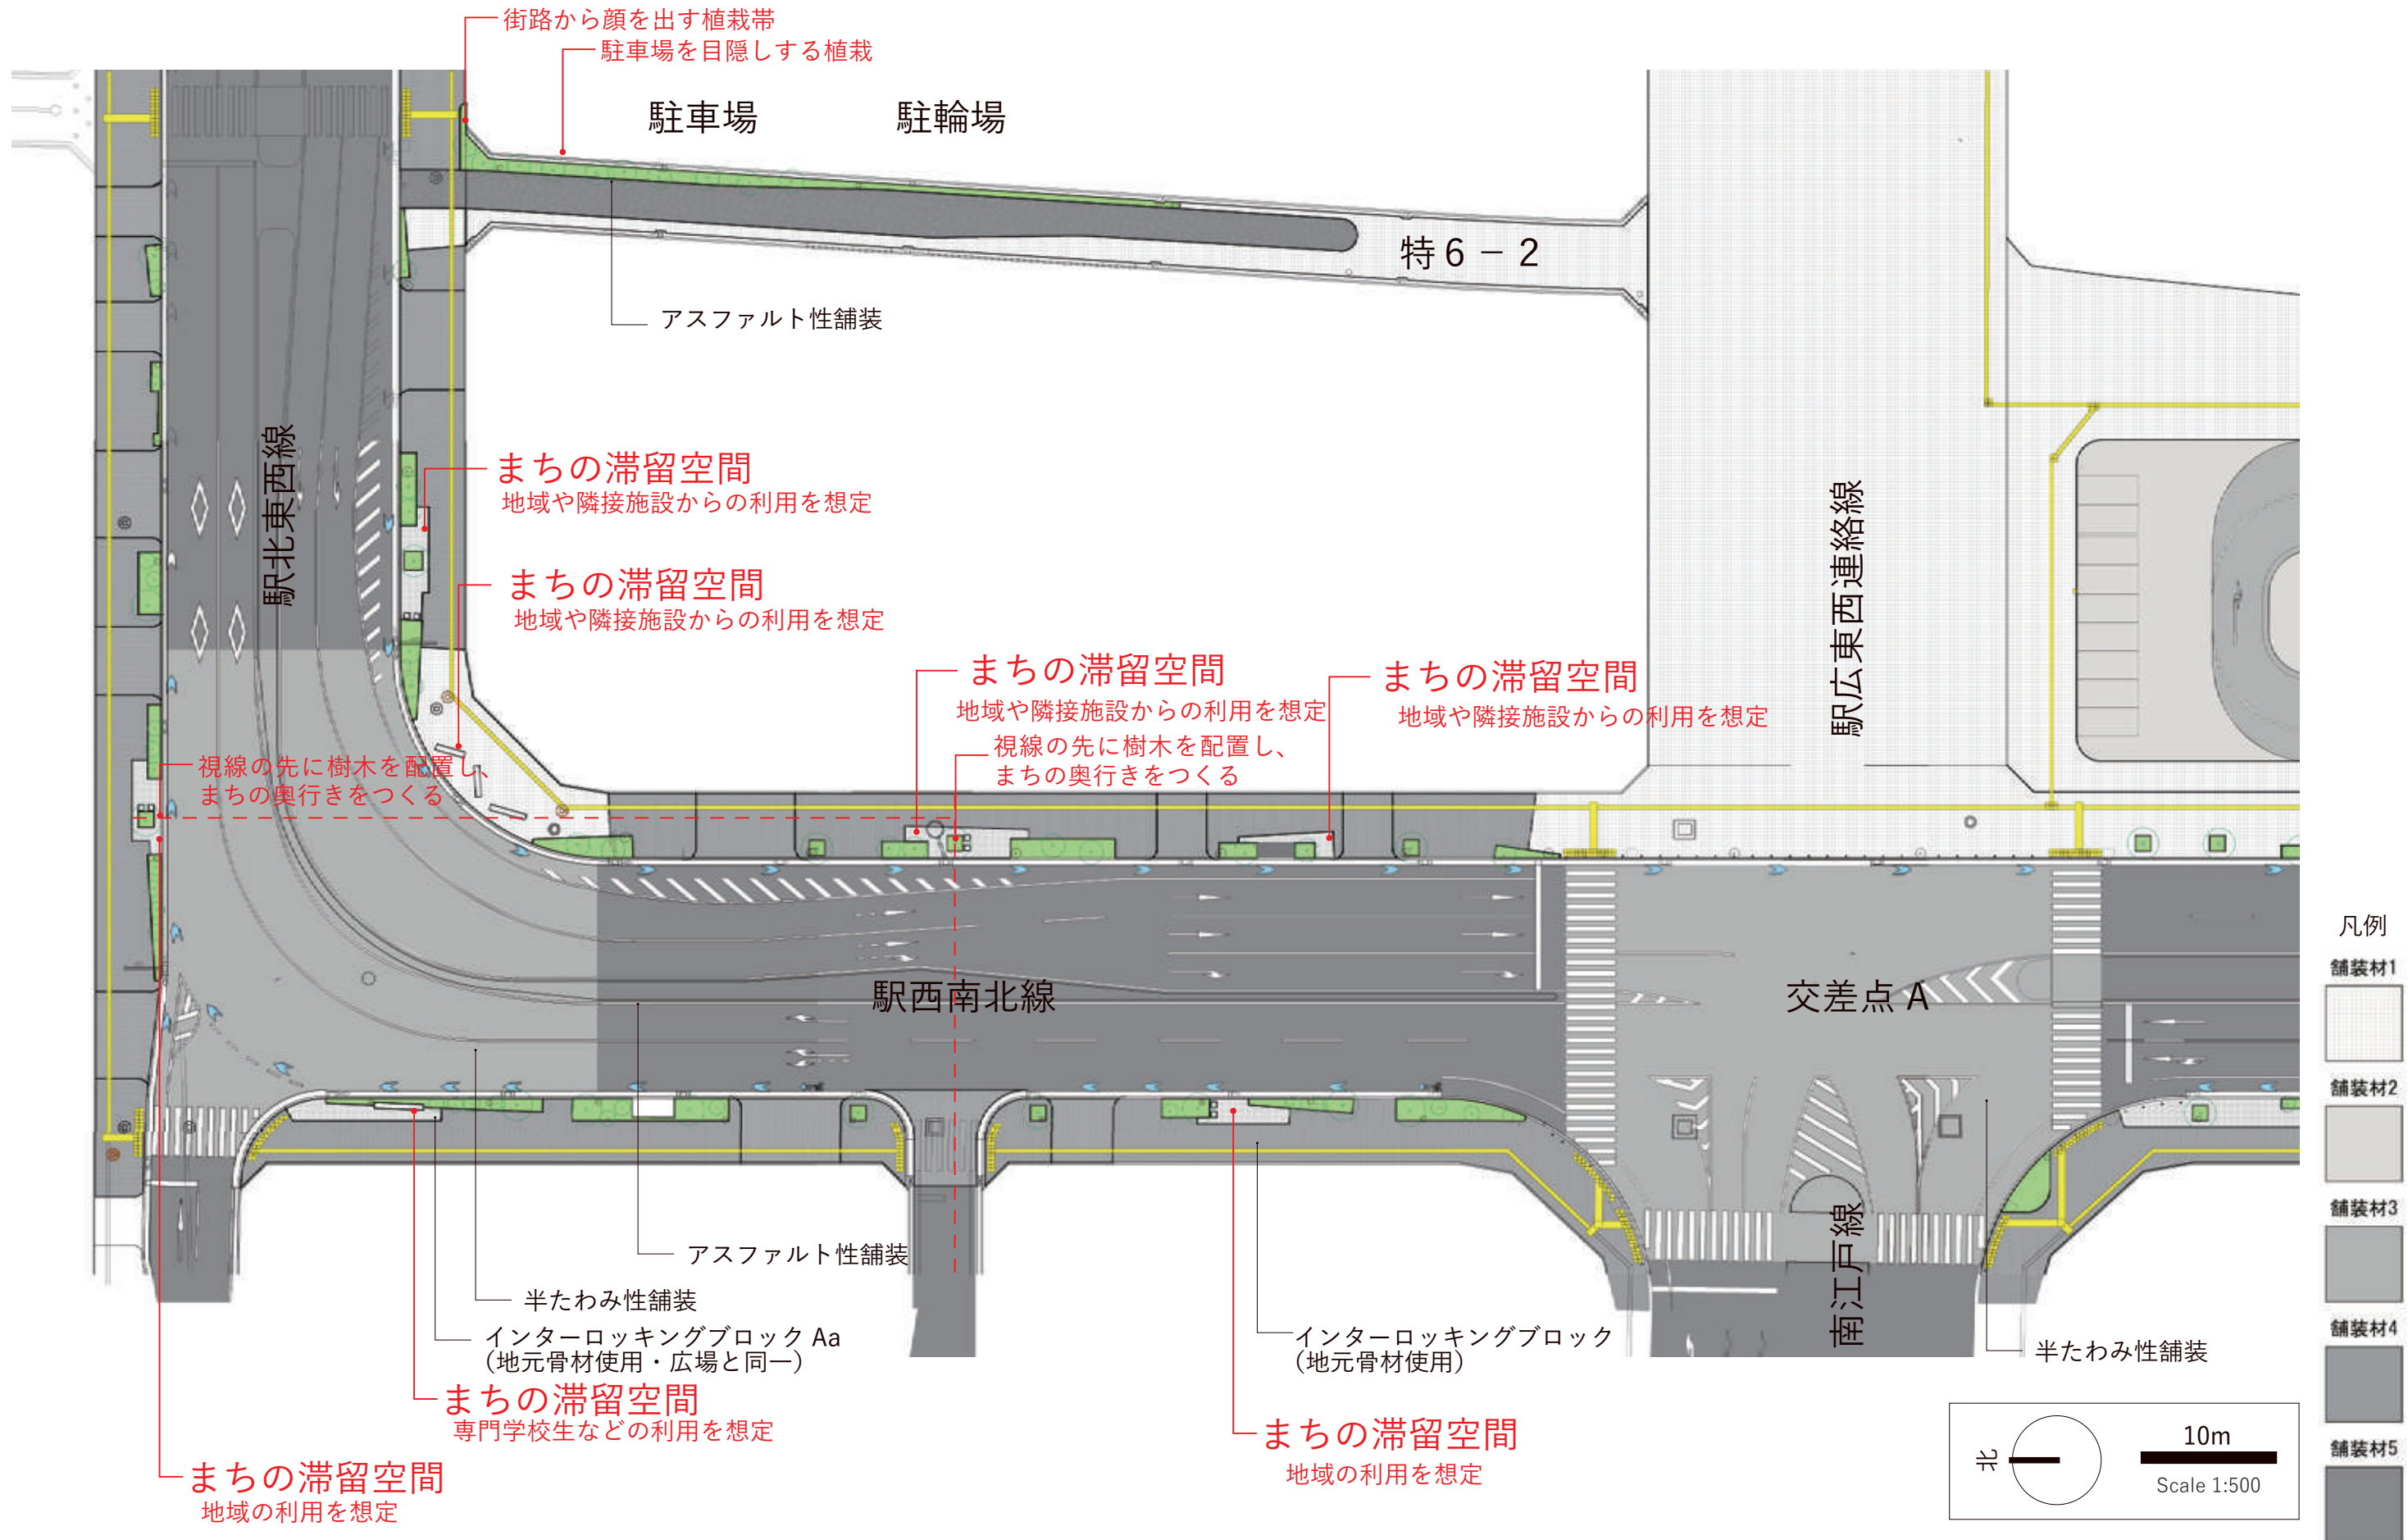 街路から顔を出す植栽帯
駐車場を目隠しする植栽
駐車場
駐輪場
特6－2
アスファルト性舗装
駅北東西線
まちの滞留空間
地域や隣接施設からの利用を想定
まちの滞留空間
地域や隣接施設からの利用を想定
駅広東西連絡線
まちの滞留空間
地域や隣接施設からの利用を想定
まちの滞留空間
地域や隣接施設からの利用を想定
視線の先に樹木を配置し、
まちの奥行きをつくる
視線の先に樹木を配置し、
まちの奥行きをつくる
駅西南北線
交差点 A
凡例
舗装材1
舗装材2
舗装材3
舗装材4
舗装材5
南江戸線
アスファルト性舗装
半たわみ性舗装
インターロッキングブロック Aa
（地元骨材使用・広場と同一）
インターロッキングブロック
（地元骨材使用）
半たわみ性舗装
まちの滞留空間
専門学校生などの利用を想定
まちの滞留空間
地域の利用を想定
まちの滞留空間
地域の利用を想定
北
10m
Scale 1:500